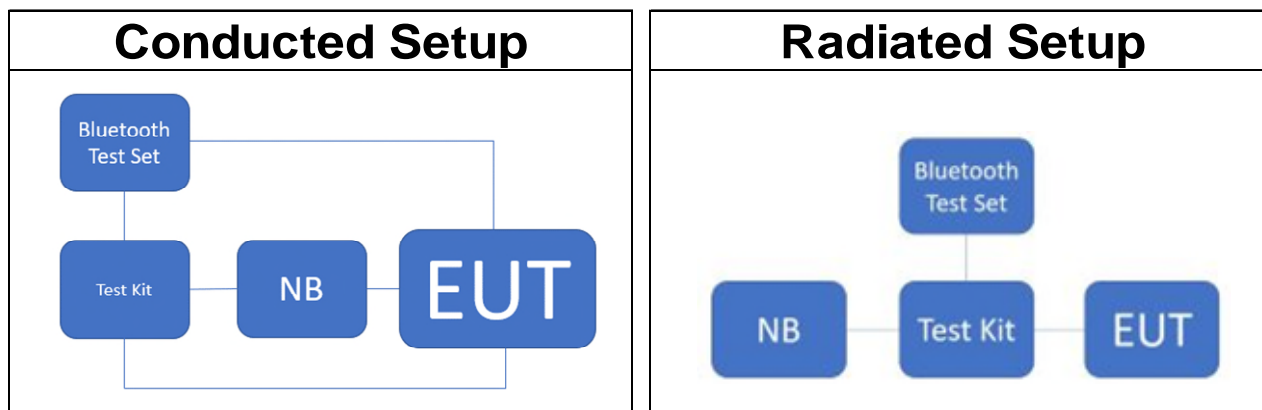 Conducted Setup
Bluetooth
Test Set
Test Kit
NB
EUT
Radiated Setup
Bluetooth
Test Set
NB
Test Kit
EUT